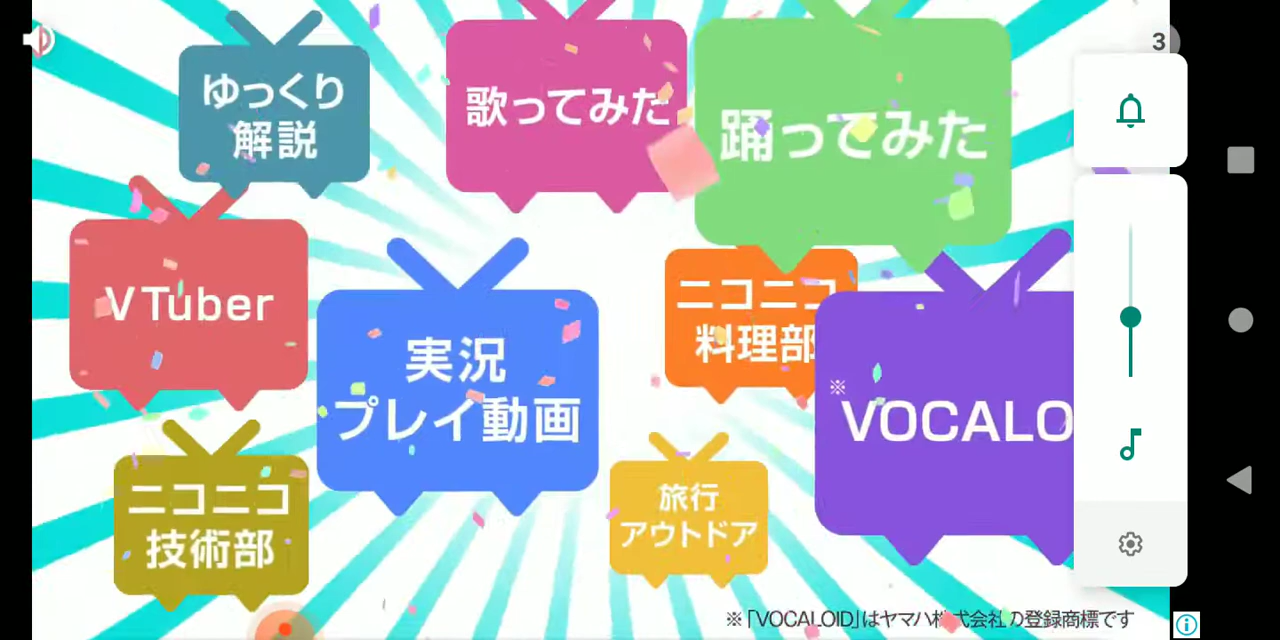 3
ゆっくり
解説
歌ってみた
踊ってみた
VTuber
実況
プレイ動画
ニコニコ
料理部
※
VOCALO
ニコニコ
技術部
旅行
アウトドア
※「VOCALOID」はヤマハ株式会社の登録商標です